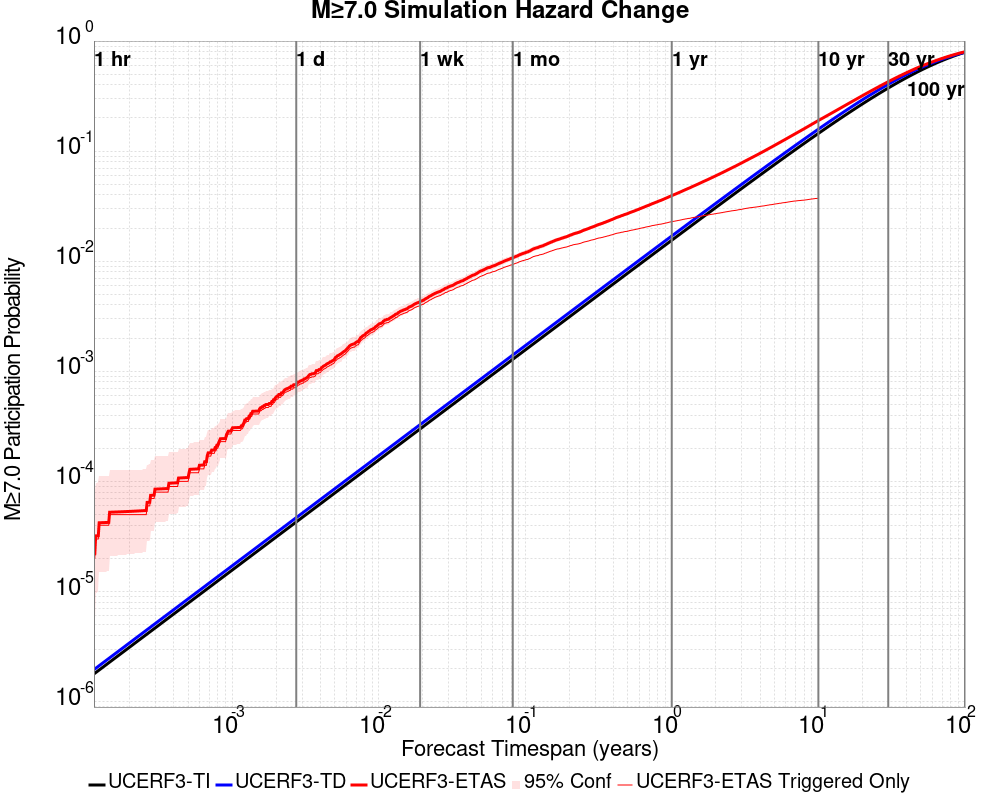 M≥7.0 Simulation Hazard Change
10^0
10^-1
10^-2
10^-3
10^-4
10^-5
10^-6
M≥7.0 Participation Probability
1 hr
1 d
1 wk
1 mo
1 yr
10 yr
30 yr
100 yr
10^-3
10^-2
10^-1
10^0
10^1
10^2
Forecast Timespan (years)
UCERF3-TI UCERF3-TD UCERF3-ETAS 95% Conf UCERF3-ETAS Triggered Only